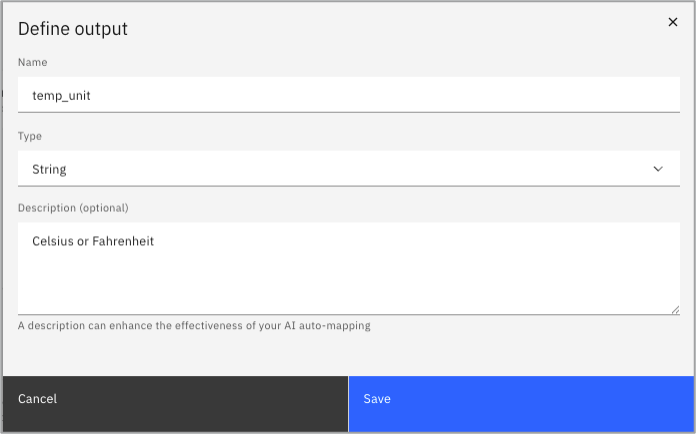 Define output
Name
temp_unit
Type
String
Description (optional)
Celsius or Fahrenheit
A description can enhance the effectiveness of your AI auto-mapping
Cancel
Save